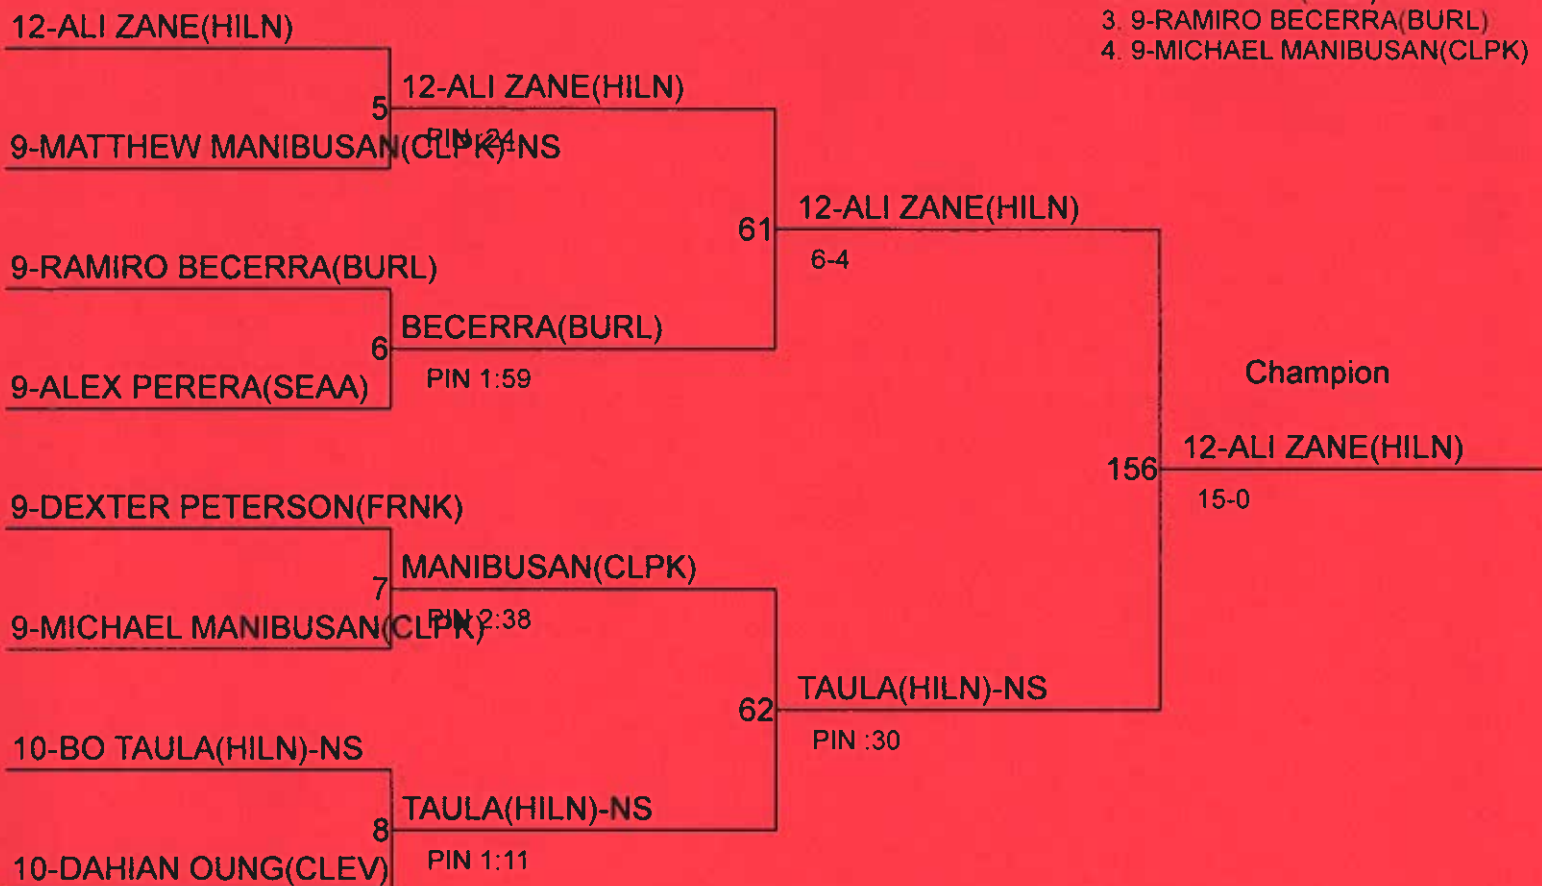 12-ALI ZANE(HILN)
3. 9-RAMIRO BECERRA(BURL)
4. 9-MICHAEL MANIBUSAN(CLPK)
5
12-ALI ZANE(HILN)
PIN :24
9-MATTHEW MANIBUSAN(CLPK)-NS
61
12-ALI ZANE(HILN)
6-4
9-RAMIRO BECERRA(BURL)
6
BECERRA(BURL)
PIN 1:59
9-ALEX PERERA(SEAA)
Champion
156
12-ALI ZANE(HILN)
15-0
9-DEXTER PETERSON(FRNK)
7
MANIBUSAN(CLPK)
PIN 2:38
9-MICHAEL MANIBUSAN(CLPK)
62
TAULA(HILN)-NS
PIN :30
10-BO TAULA(HILN)-NS
8
TAULA(HILN)-NS
PIN 1:11
10-DAHIAN OUNG(CLEV)